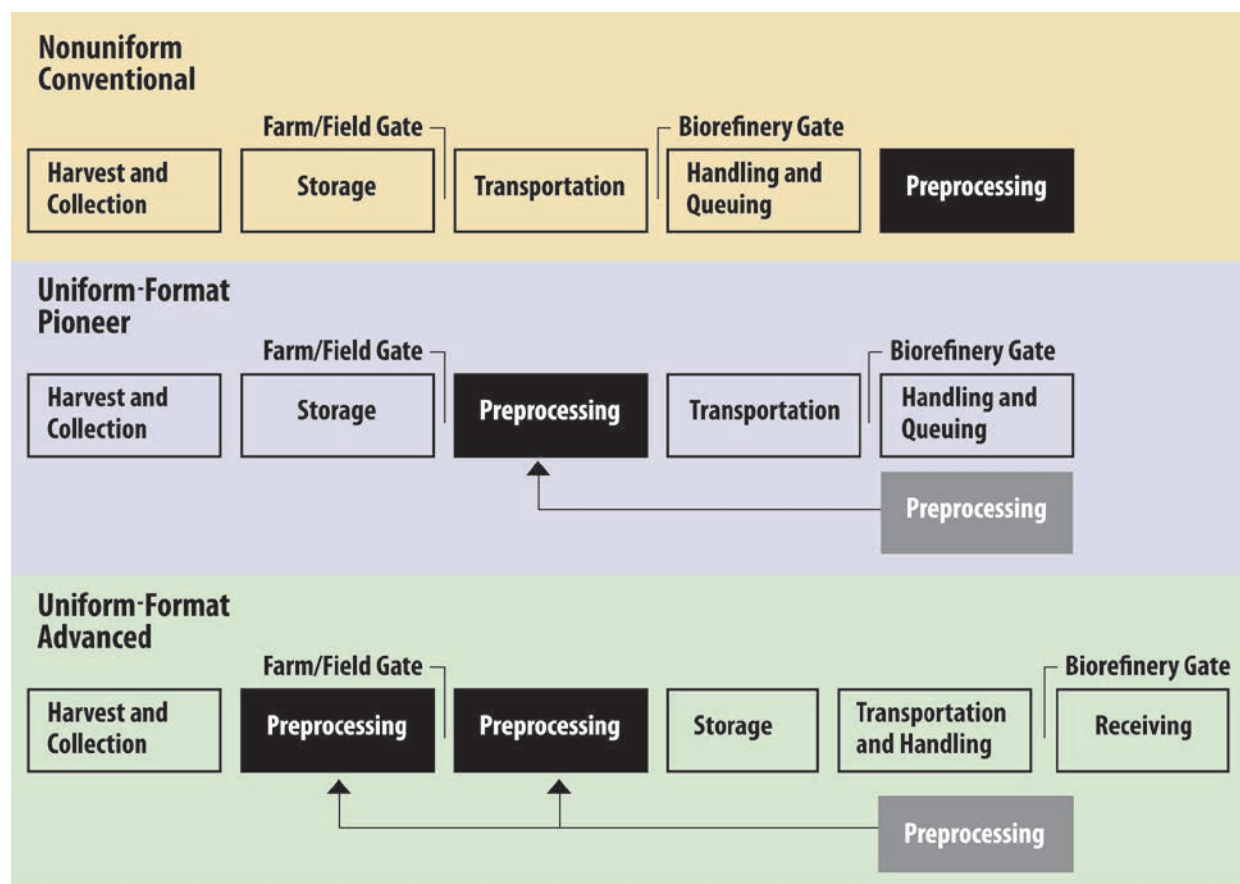 Nonuniform
Conventional
Farm/Field Gate
Biorefinery Gate
Harvest and
Collection
Storage
Transportation
Handling and
Queuing
Preprocessing
Uniform-Format
Pioneer
Farm/Field Gate
Biorefinery Gate
Harvest and
Collection
Storage
Preprocessing
Transportation
Handling and
Queuing
Preprocessing
Uniform-Format
Advanced
Farm/Field Gate
Biorefinery Gate
Harvest and
Collection
Preprocessing
Preprocessing
Storage
Transportation
and Handling
Receiving
Preprocessing